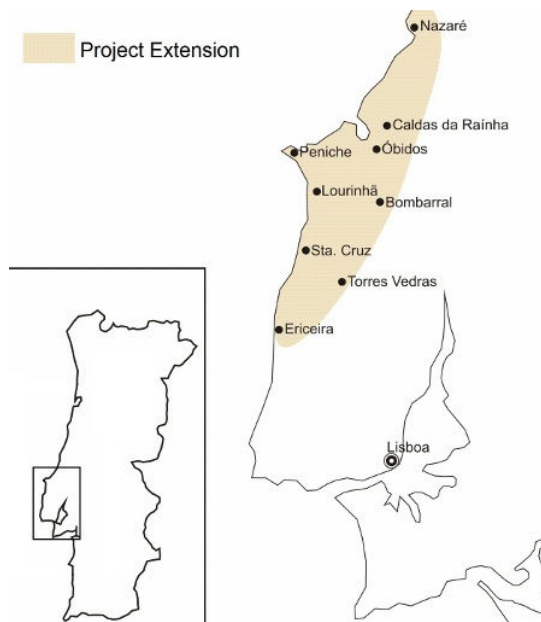 Project Extension
Nazaré
Caldas da Raínha
Óbidos
Peniche
Lourinhã
Bombarral
Sta. Cruz
Torres Vedras
Ericeira
Lisboa